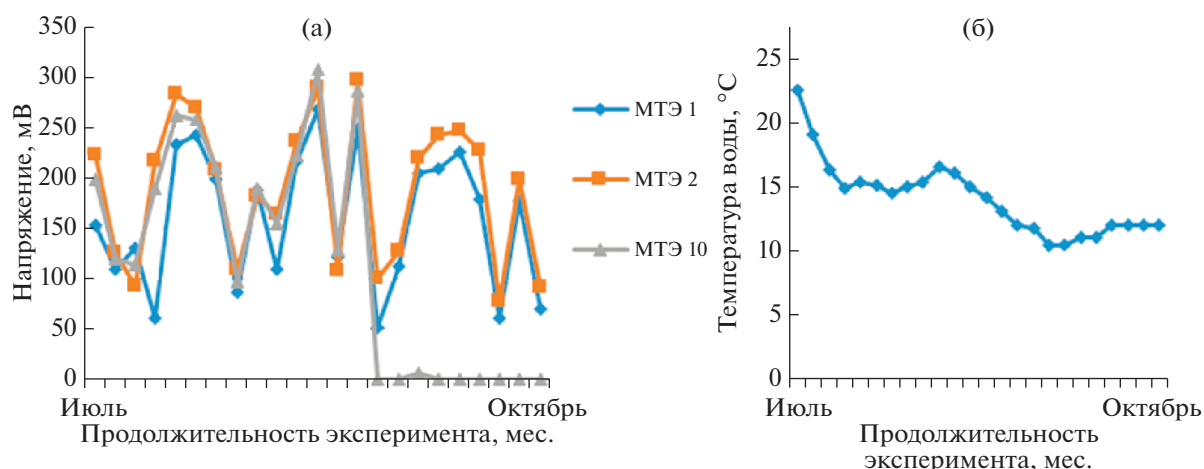 (а)
Напряжение, мВ
350
300
250
200
150
100
50
0
Июль
Октябрь
Продолжительность эксперимента, мес.
МТЭ 1
МТЭ 2
МТЭ 10
(б)
Температура воды, °C
25
20
15
10
5
0
Июль
Октябрь
Продолжительность
эксперимента, мес.